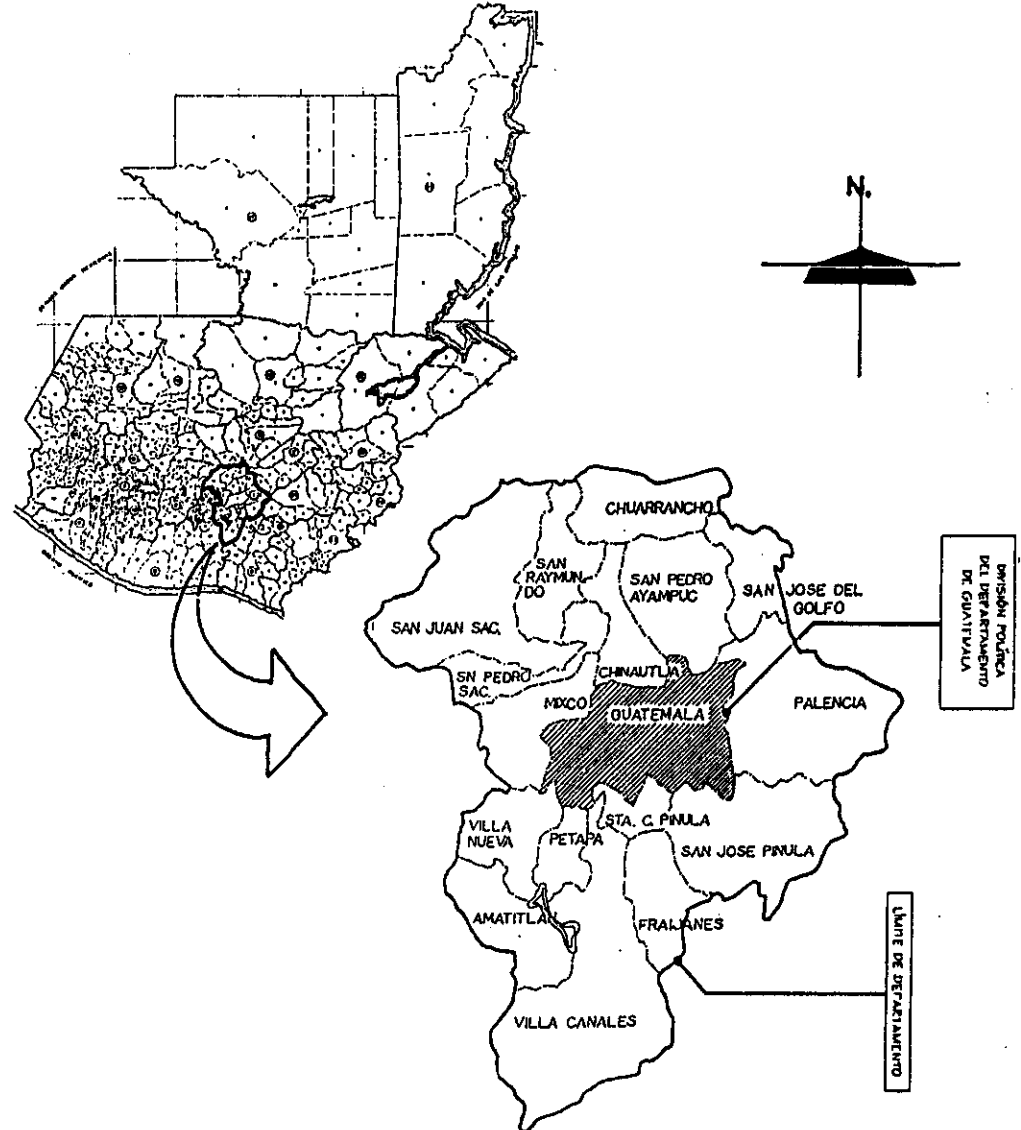 N.
CHUARRANCHO
SAN
RAYMUN
DO
SAN PEDRO
AYAMPUC
SAN JOSE DEL
GOLFO
SAN JUAN SAC.
SN PEDRO
SAC.
CHINAUTLA
MIXCO
GUATEMALA
PALENCIA
DIVISIÓN POLÍTICA
DEL DEPARTAMENTO
DE GUATEMALA
VILLA
NUEVA
PETAPA
STA. C. PINULA
SAN JOSE PINULA
AMATITLAN
FRAIJANES
VILLA CANALES
LÍMITE DE DEPARTAMENTO